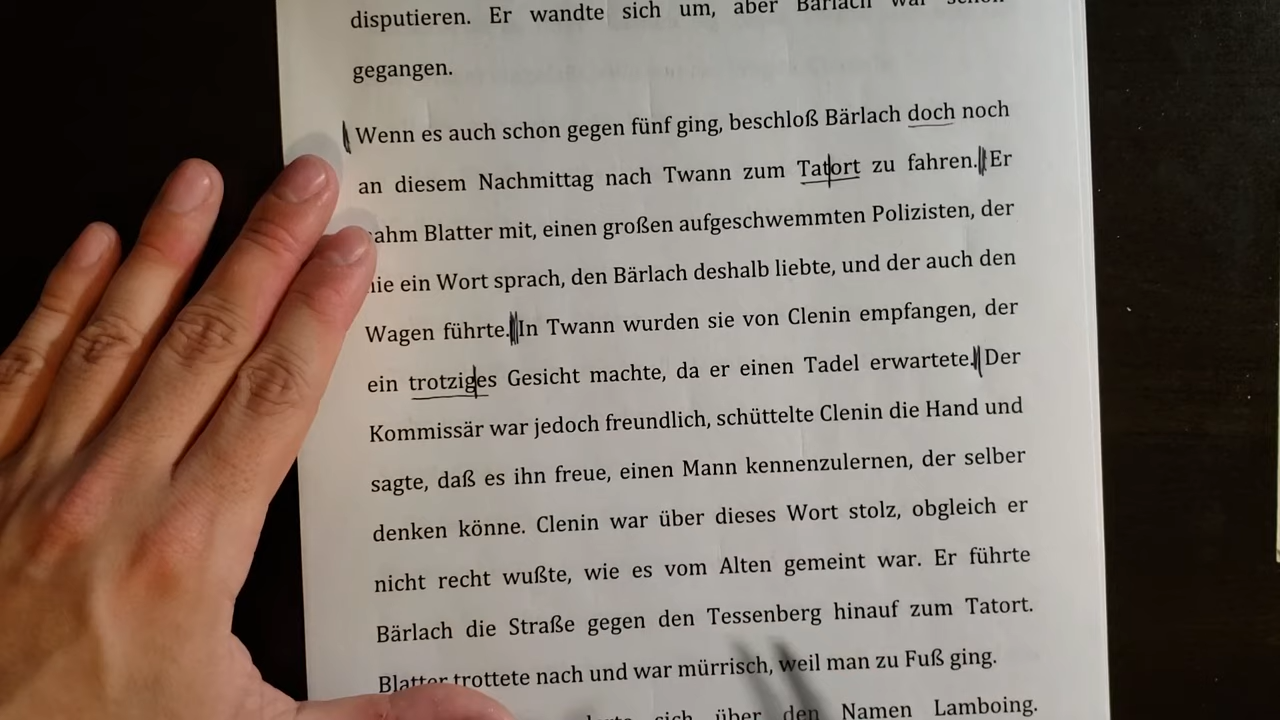 disputieren. Er wandte sich um, aber Bärlach war schon
gegangen.
Wenn es auch schon gegen fünf ging, beschloß Bärlach doch noch
an diesem Nachmittag nach Twann zum Tatort zu fahren. Er
ahm Blatter mit, einen großen aufgeschwemmten Polizisten, der
nie ein Wort sprach, den Bärlach deshalb liebte, und der auch den
Wagen führte. In Twann wurden sie von Clenin empfangen, der
ein trotziges Gesicht machte, da er einen Tadel erwartete. Der
Kommissär war jedoch freundlich, schüttelte Clenin die Hand und
sagte, daß es ihn freue, einen Mann kennenzulernen, der selber
denken könne. Clenin war über dieses Wort stolz, obgleich er
nicht recht wußte, wie es vom Alten gemeint war. Er führte
Bärlach die Straße gegen den Tessenberg hinauf zum Tatort.
Blatter trottete nach und war mürrisch, weil man zu Fuß ging.
sich über den Namen Lamboing.